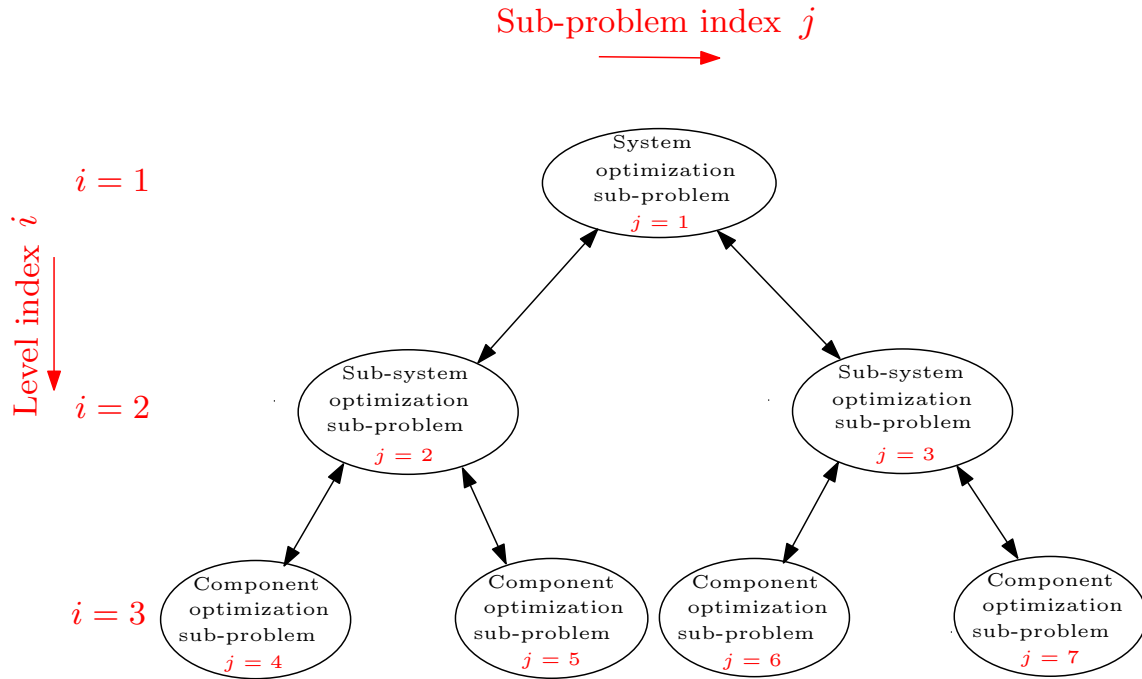 Sub-problem index j
System
optimization
sub-problem
j = 1
i = 1
Level index i
Sub-system
optimization
sub-problem
j = 2
Sub-system
optimization
sub-problem
j = 3
i = 2
Component
optimization
sub-problem
j = 4
Component
optimization
sub-problem
j = 5
Component
optimization
sub-problem
j = 6
Component
optimization
sub-problem
j = 7
i = 3